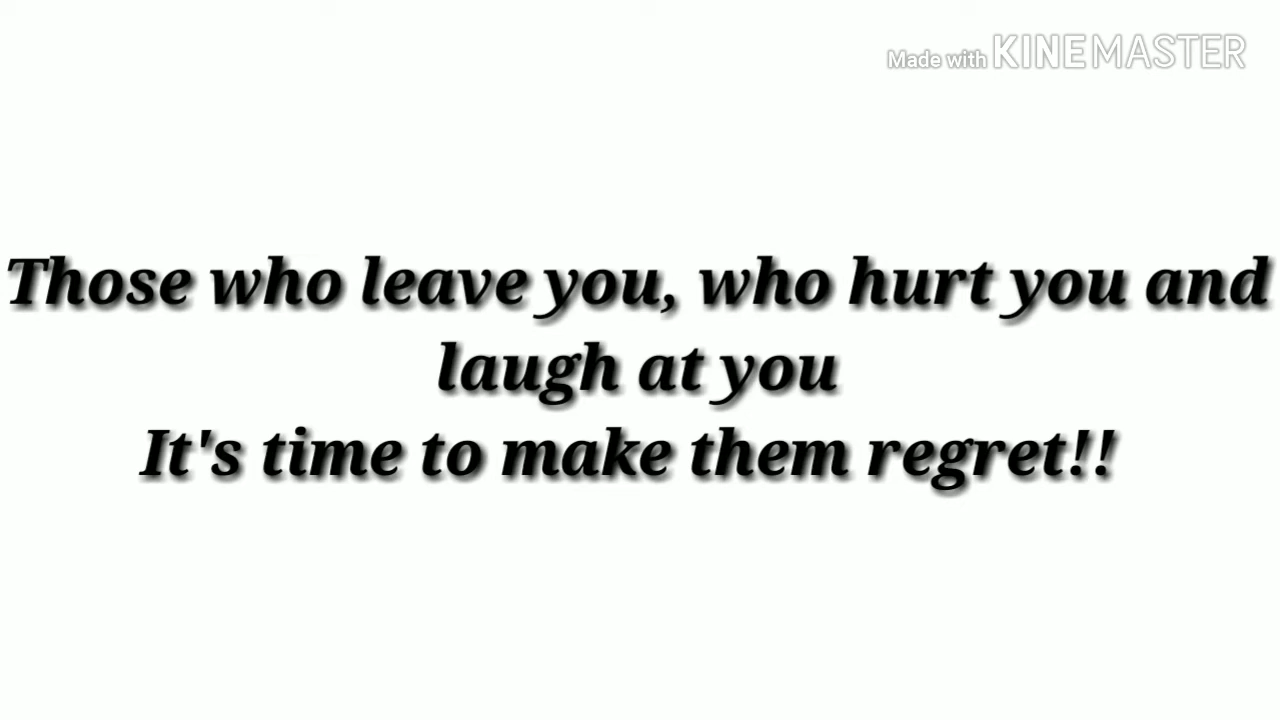 Made with KINEMASTER
Those who leave you, who hurt you and
laugh at you
It's time to make them regret!!